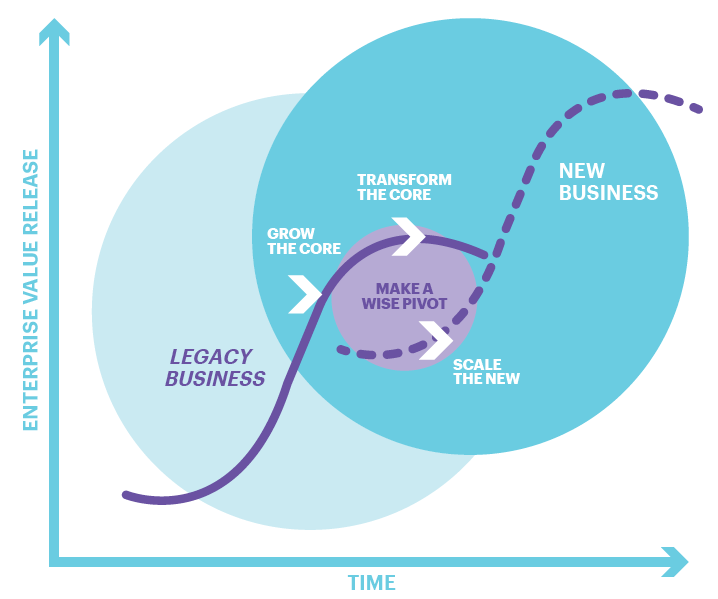 ENTERPRISE VALUE RELEASE
TRANSFORM
THE CORE
NEW
BUSINESS
GROW
THE CORE
MAKE A
WISE PIVOT
LEGACY
BUSINESS
SCALE
THE NEW
TIME